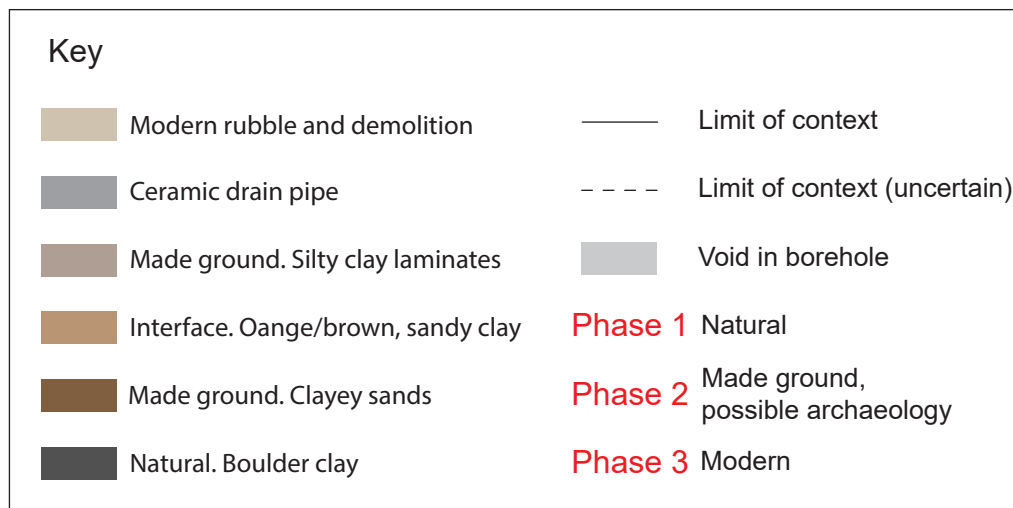 Key
Modern rubble and demolition
Ceramic drain pipe
Made ground. Silty clay laminates
Interface. Oange/brown, sandy clay
Made ground. Clayey sands
Natural. Boulder clay
Limit of context
Limit of context (uncertain)
Void in borehole
Phase 1 Natural
Phase 2 Made ground,
possible archaeology
Phase 3 Modern